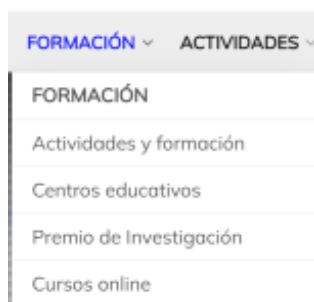 FORMACIÓN ACTIVIDADES
FORMACIÓN
Actividades y formación
Centros educativos
Premio de Investigación
Cursos online